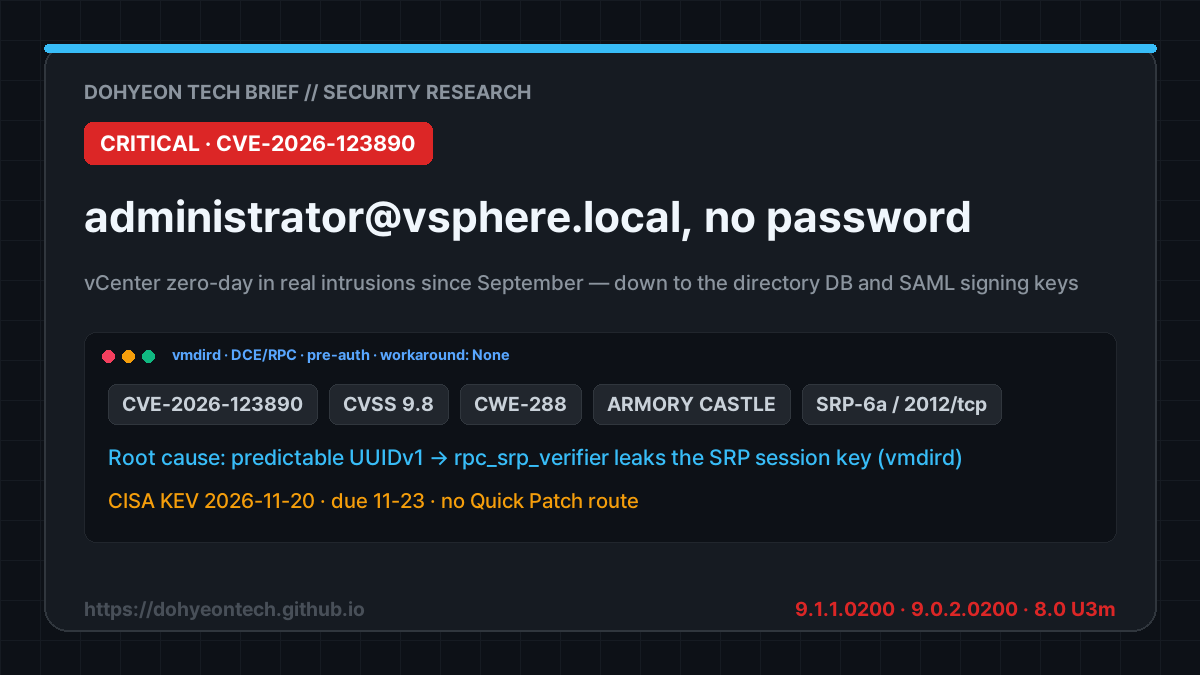 DOHYEON TECH BRIEF // SECURITY RESEARCH
CRITICAL · CVE-2026-123890
administrator@vsphere.local, no password
vCenter zero-day in real intrusions since September — down to the directory DB and SAML signing keys
vmdird · DCE/RPC · pre-auth · workaround: None
CVE-2026-123890 CVSS 9.8 CWE-288 ARMORY CASTLE SRP-6a / 2012/tcp
Root cause: predictable UUIDv1 → rpc_srp_verifier leaks the SRP session key (vmdird)
CISA KEV 2026-11-20 · due 11-23 · no Quick Patch route
https://dohyeontech.github.io 9.1.1.0200 · 9.0.2.0200 · 8.0 U3m